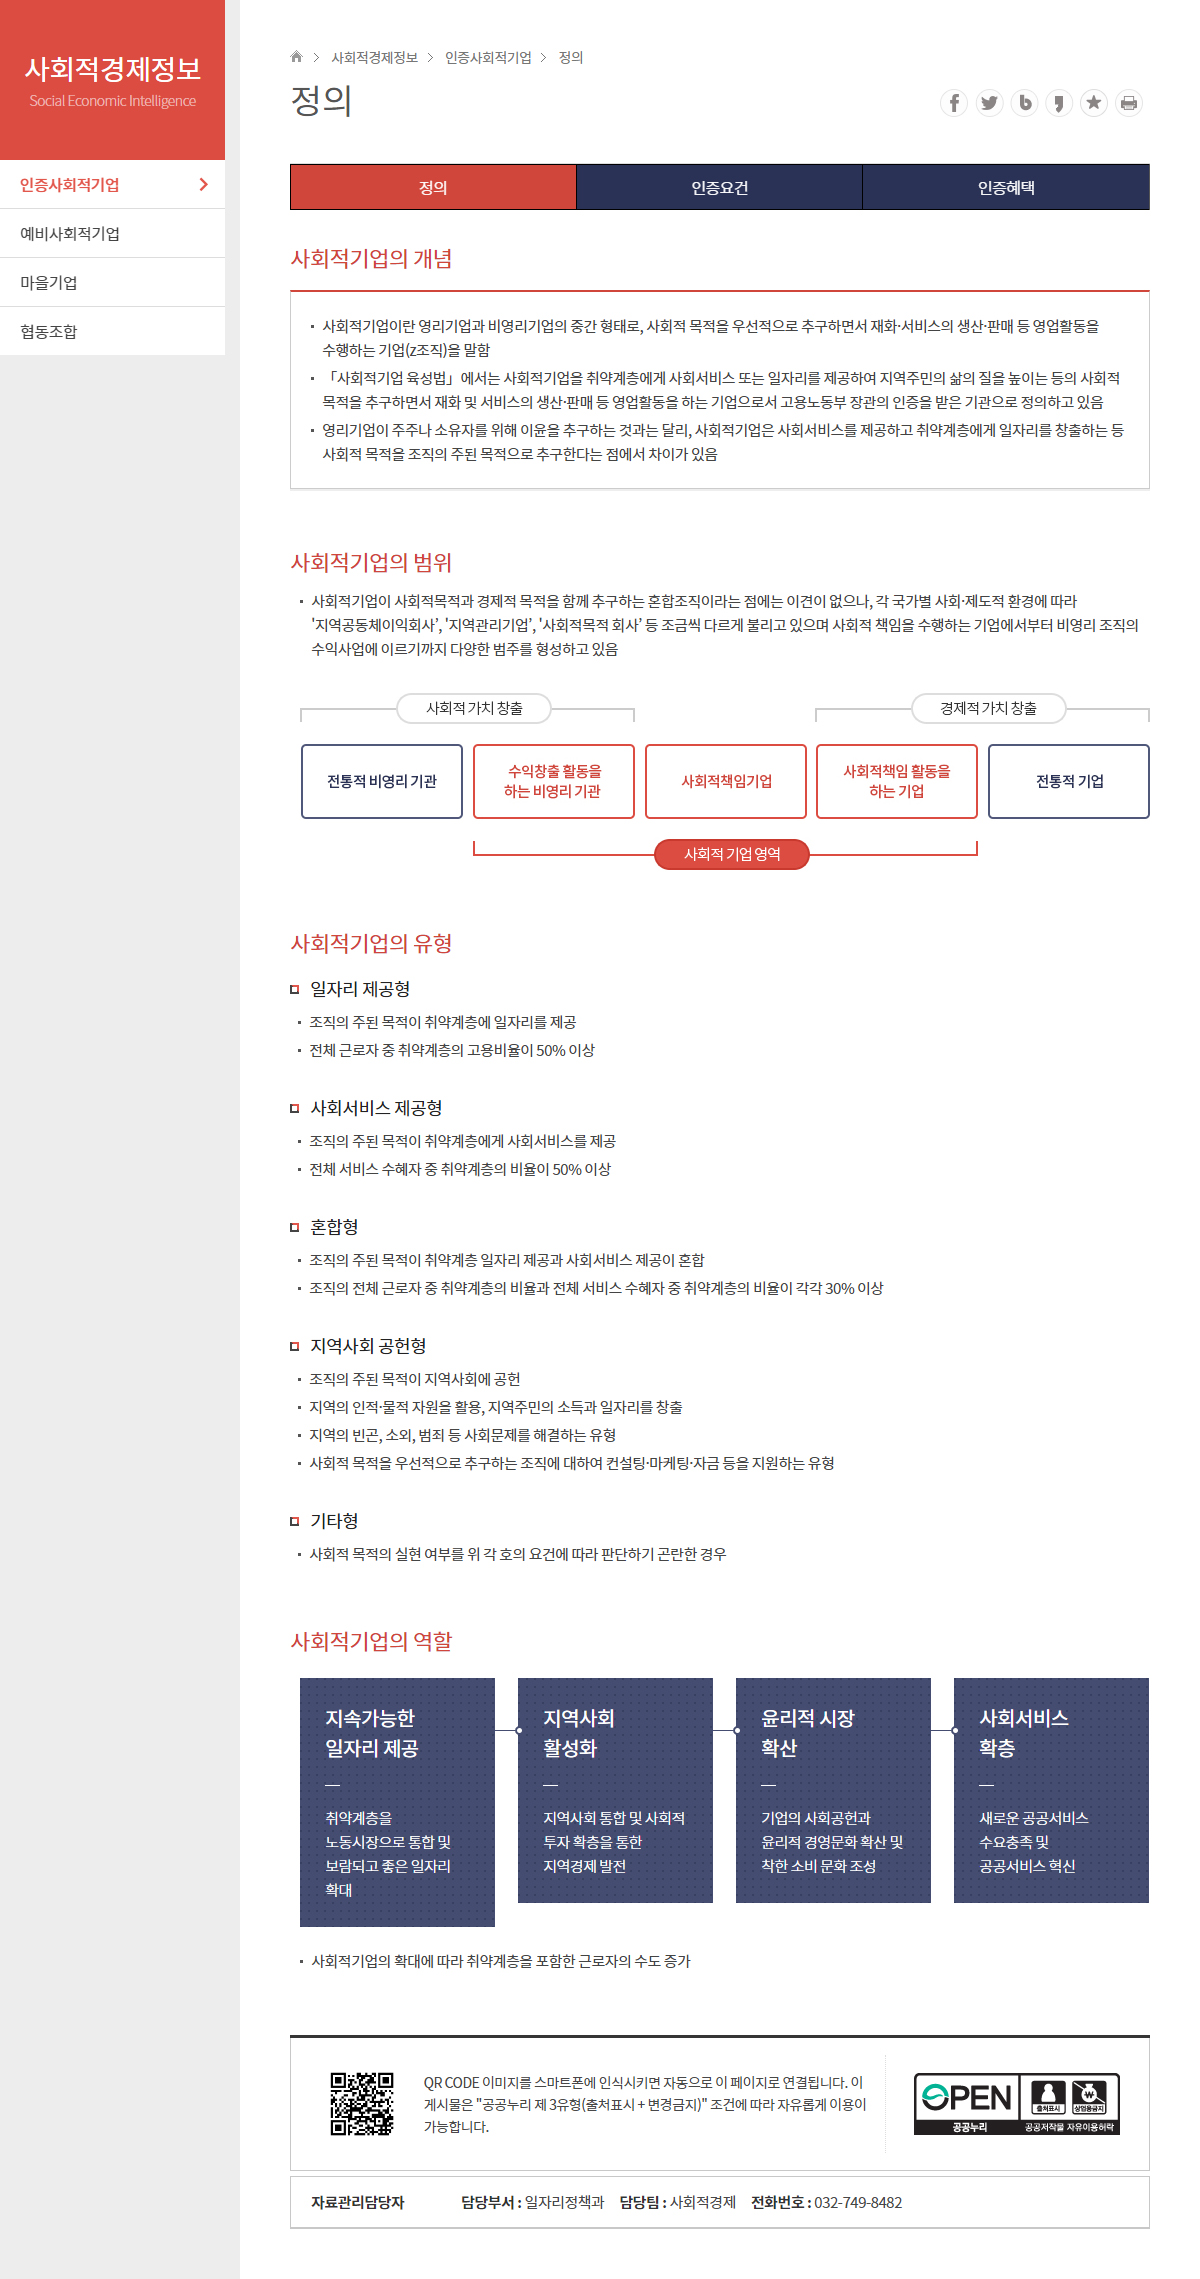 사회적경제정보
Social Economic Intelligence
인증사회적기업
예비사회적기업
마을기업
협동조합
사회적경제정보 인증사회적기업 정의
정의
정의 인증요건 인증혜택
사회적기업의 개념
사회적기업이란 영리기업과 비영리기업의 중간 형태로, 사회적 목적을 우선적으로 추구하면서 재화·서비스의 생산·판매 등 영업활동을
수행하는 기업(z조직)을 말함
「사회적기업 육성법」에서는 사회적기업을 취약계층에게 사회서비스 또는 일자리를 제공하여 지역주민의 삶의 질을 높이는 등의 사회적
목적을 추구하면서 재화 및 서비스의 생산·판매 등 영업활동을 하는 기업으로서 고용노동부 장관의 인증을 받은 기관으로 정의하고 있음
영리기업이 주주나 소유자를 위해 이윤을 추구하는 것과는 달리, 사회적기업은 사회서비스를 제공하고 취약계층에게 일자리를 창출하는 등
사회적 목적을 조직의 주된 목적으로 추구한다는 점에서 차이가 있음
사회적기업의 범위
사회적기업이 사회적목적과 경제적 목적을 함께 추구하는 혼합조직이라는 점에는 이견이 없으나, 각 국가별 사회·제도적 환경에 따라
'지역공동체이익회사’, '지역관리기업’, '사회적목적 회사’ 등 조금씩 다르게 불리고 있으며 사회적 책임을 수행하는 기업에서부터 비영리 조직의
수익사업에 이르기까지 다양한 범주를 형성하고 있음
사회적 가치 창출 경제적 가치 창출
전통적 비영리 기관
수익창출 활동을
하는 비영리 기관
사회적책임기업
사회적책임 활동을
하는 기업
전통적 기업
사회적 기업 영역
사회적기업의 유형
일자리 제공형
조직의 주된 목적이 취약계층에 일자리를 제공
전체 근로자 중 취약계층의 고용비율이 50% 이상
사회서비스 제공형
조직의 주된 목적이 취약계층에게 사회서비스를 제공
전체 서비스 수혜자 중 취약계층의 비율이 50% 이상
혼합형
조직의 주된 목적이 취약계층 일자리 제공과 사회서비스 제공이 혼합
조직의 전체 근로자 중 취약계층의 비율과 전체 서비스 수혜자 중 취약계층의 비율이 각각 30% 이상
지역사회 공헌형
조직의 주된 목적이 지역사회에 공헌
지역의 인적·물적 자원을 활용, 지역주민의 소득과 일자리를 창출
지역의 빈곤, 소외, 범죄 등 사회문제를 해결하는 유형
사회적 목적을 우선적으로 추구하는 조직에 대하여 컨설팅·마케팅·자금 등을 지원하는 유형
기타형
사회적 목적의 실현 여부를 위 각 호의 요건에 따라 판단하기 곤란한 경우
사회적기업의 역할
지속가능한
일자리 제공
취약계층을
노동시장으로 통합 및
보람되고 좋은 일자리
확대
지역사회
활성화
지역사회 통합 및 사회적
투자 확층을 통한
지역경제 발전
윤리적 시장
확산
기업의 사회공헌과
윤리적 경영문화 확산 및
착한 소비 문화 조성
사회서비스
확층
새로운 공공서비스
수요충족 및
공공서비스 혁신
사회적기업의 확대에 따라 취약계층을 포함한 근로자의 수도 증가
QR CODE 이미지를 스마트폰에 인식시키면 자동으로 이 페이지로 연결됩니다. 이
게시물은 "공공누리 제 3유형(출처표시 + 변경금지)" 조건에 따라 자유롭게 이용이
가능합니다.
OPEN
출처표시 상업용금지
공공누리 공공저작물 자유이용허락
자료관리담당자 담당부서 : 일자리정책과 담당팀 : 사회적경제 전화번호 : 032-749-8482